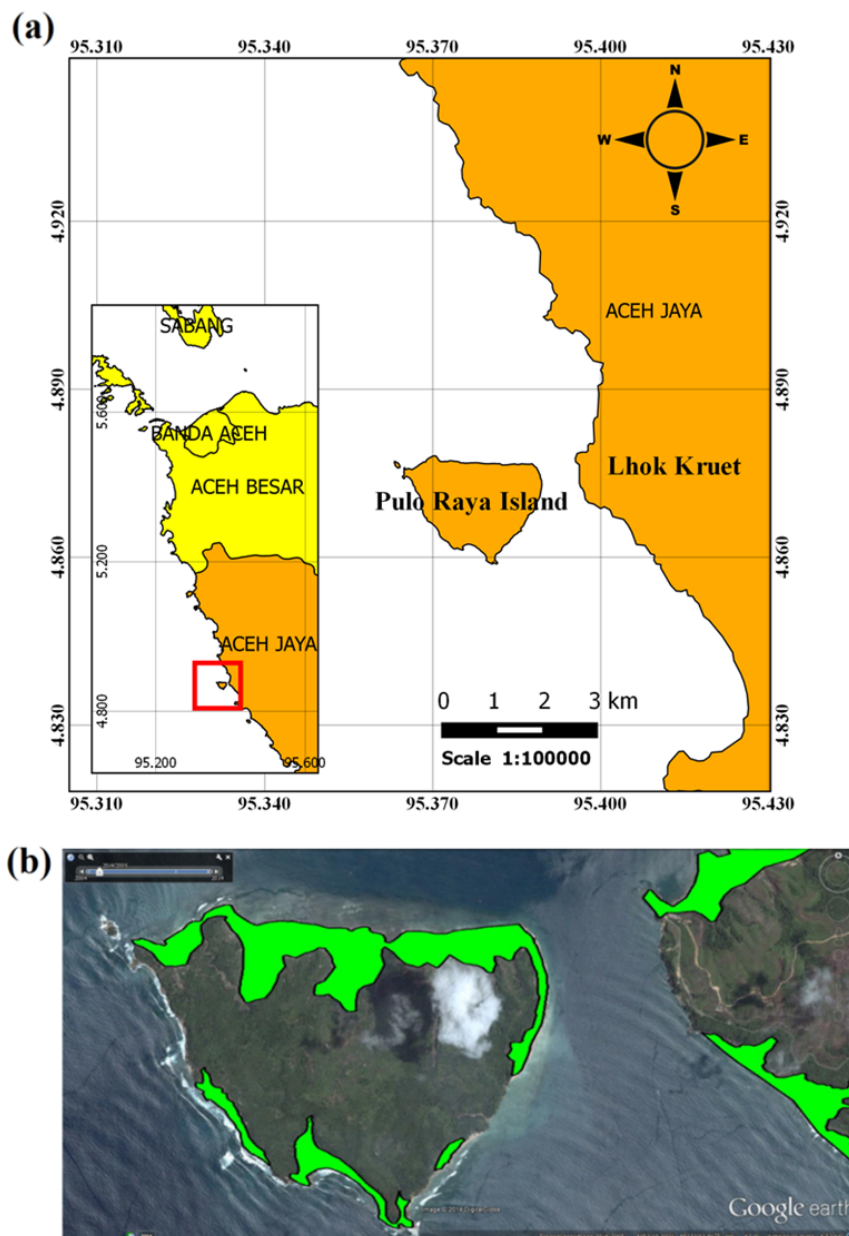 (a)
95.310 95.340 95.370 95.400 95.430
N
W E
S
4.920 4.920
ACEH JAYA
SABANG
4.890 4.890
5.600
BANDA ACEH
Lhok Kruet
ACEH BESAR
Pulo Raya Island
4.860 4.860
5.200
ACEH JAYA
0 1 2 3 km
4.800
4.830 4.830
Scale 1:100000
95.200 95.600
95.310 95.340 95.370 95.400 95.430
(b)
2004 2014
Google earth